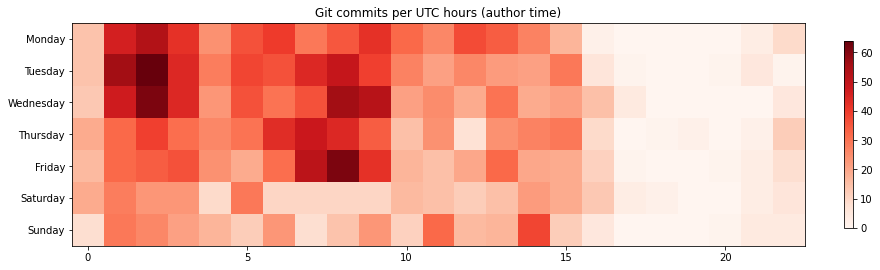 Git commits per UTC hours (author time)
Monday
Tuesday
Wednesday
Thursday
Friday
Saturday
Sunday
0 5 10 15 20
60
50
40
30
20
10
0